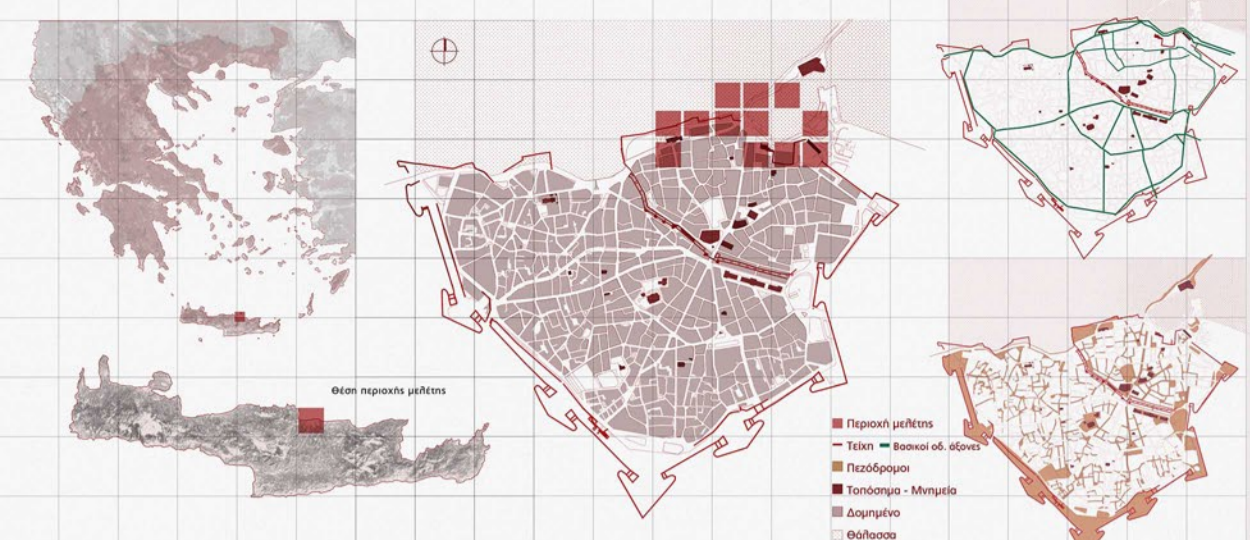 Θέση περιοχής μελέτης
Περιοχή μελέτης
Τείχη Βασικοί οδ. άξονες
Πεζόδρομοι
Τοπόσημα - Μνημεία
Δομημένο
Θάλασσα